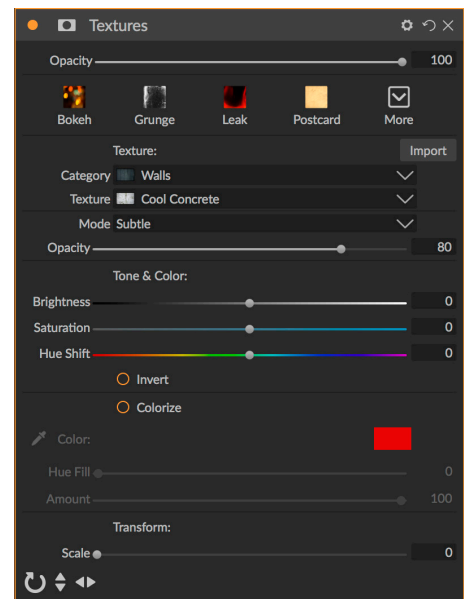 Textures
Opacity 100
Bokeh Grunge Leak Postcard More
Texture: Import
Category Walls
Texture Cool Concrete
Mode Subtle
Opacity 80
Tone & Color:
Brightness 0
Saturation 0
Hue Shift 0
Invert
Colorize
Color:
Hue Fill 0
Amount 100
Transform:
Scale 0